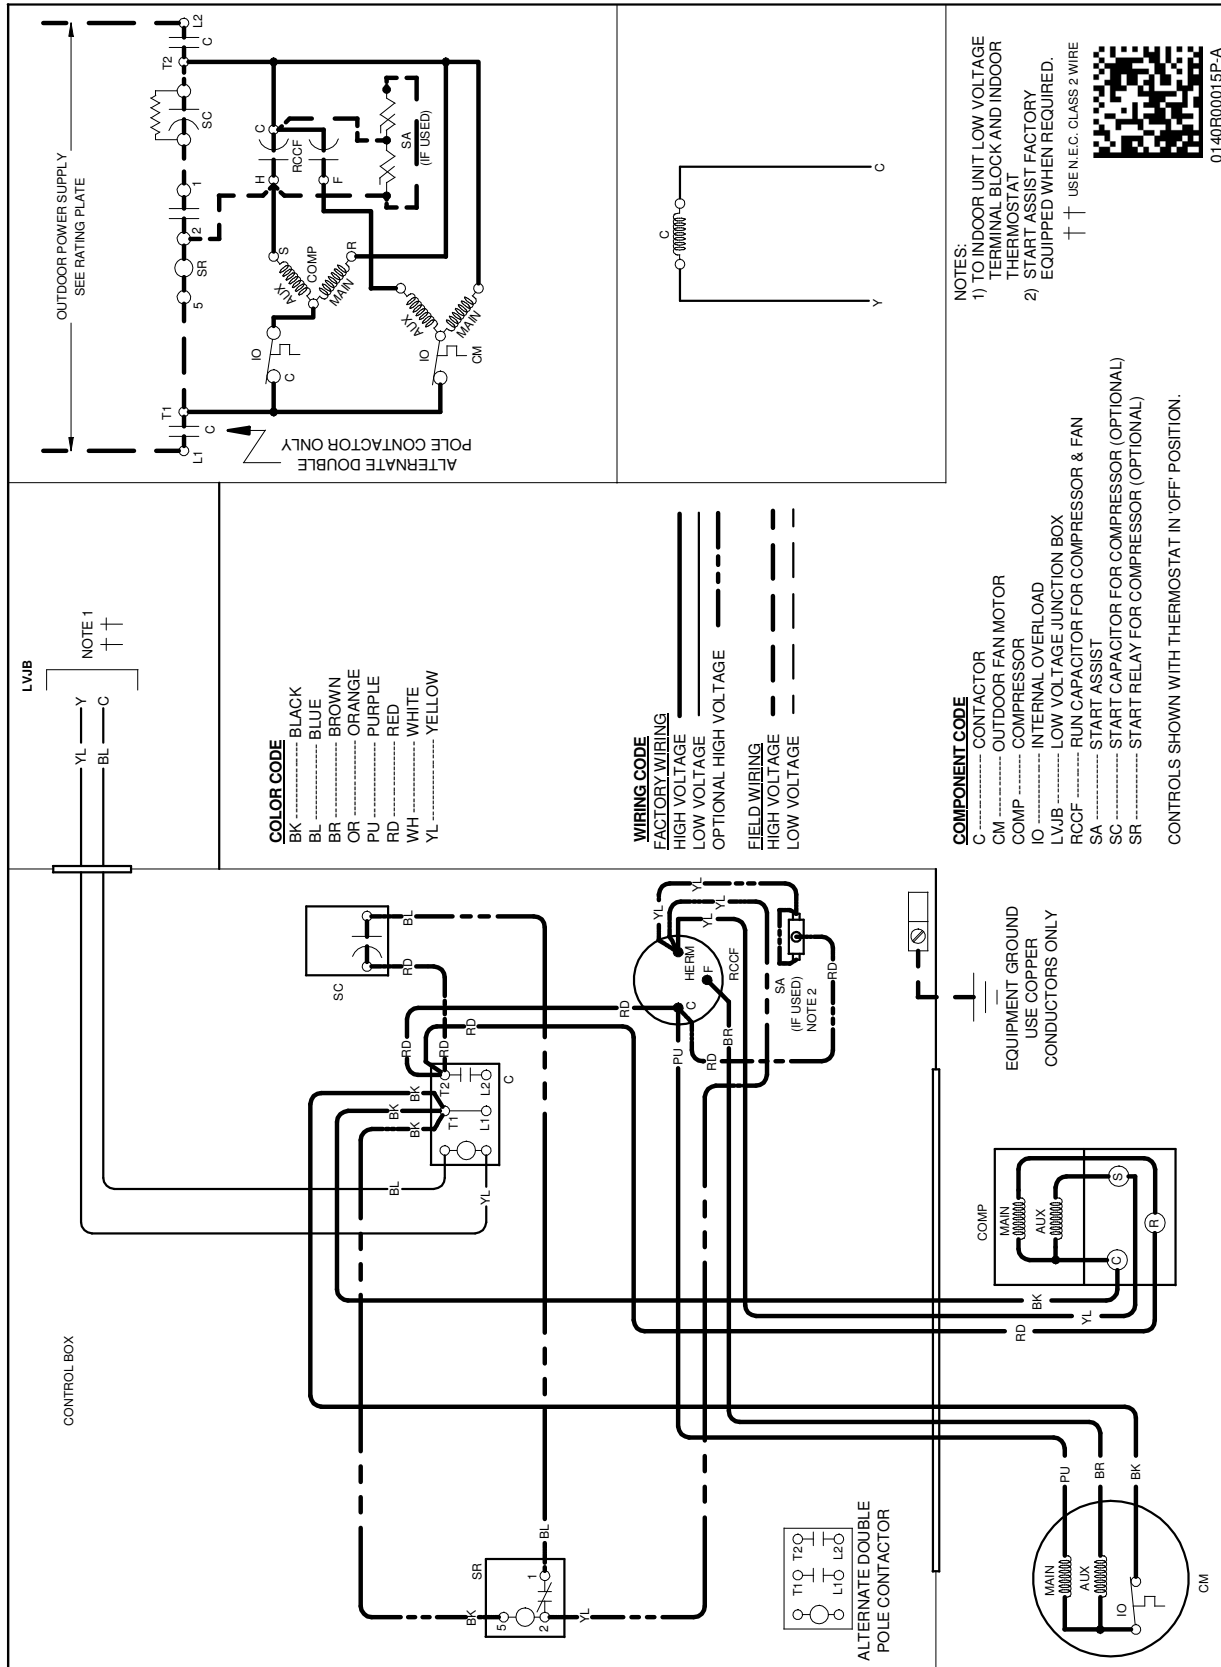 OUTDOOR POWER SUPPLY
SEE RATING PLATE
L1
C
T1
5
SR
2
1
SC
T2
C
L2
ALTERNATE DOUBLE
POLE CONTACTOR ONLY
C
IO
S
AUX
COMP
MAIN
R
H
C
RCCF
F
SA
(IF USED)
IO
AUX
MAIN
CM
C
Y
C
LVJB
NOTE 1
YL
Y
BL
C
COLOR CODE
BK ----------- BLACK
BL ----------- BLUE
BR ---------- BROWN
OR ---------- ORANGE
PU ---------- PURPLE
RD ---------- RED
WH --------- WHITE
YL ----------- YELLOW
WIRING CODE
FACTORY WIRING
HIGH VOLTAGE
LOW VOLTAGE
OPTIONAL HIGH VOLTAGE
FIELD WIRING
HIGH VOLTAGE
LOW VOLTAGE
COMPONENT CODE
C ----------- CONTACTOR
CM --------- OUTDOOR FAN MOTOR
COMP ------- COMPRESSOR
IO ----------- INTERNAL OVERLOAD
LVJB -------- LOW VOLTAGE JUNCTION BOX
RCCF ------- RUN CAPACITOR FOR COMPRESSOR & FAN
SA ---------- START ASSIST
SC ---------- START CAPACITOR FOR COMPRESSOR (OPTIONAL)
SR ---------- START RELAY FOR COMPRESSOR (OPTIONAL)
CONTROLS SHOWN WITH THERMOSTAT IN 'OFF' POSITION.
NOTES:
1) TO INDOOR UNIT LOW VOLTAGE
TERMINAL BLOCK AND INDOOR
THERMOSTAT
2) START ASSIST FACTORY
EQUIPPED WHEN REQUIRED.
USE N.E.C. CLASS 2 WIRE
0140R00015P-A
CONTROL BOX
SC
RD
BL
BL
YL
BK
BK
BK
RD
RD
RD
T1
T2
L1
L2
C
SR
BK
5
2
1
BL
YL
RD
PU
BR
RD
C
HERM
F
RCCF
YL
YL
YL
YL
SA
(IF USED)
NOTE 2
RD
ALTERNATE DOUBLE
POLE CONTACTOR
T1
T2
L1
L2
EQUIPMENT GROUND
USE COPPER
CONDUCTORS ONLY
COMP
MAIN
AUX
C
S
R
BK
YL
RD
PU
BR
BK
MAIN
AUX
IO
CM